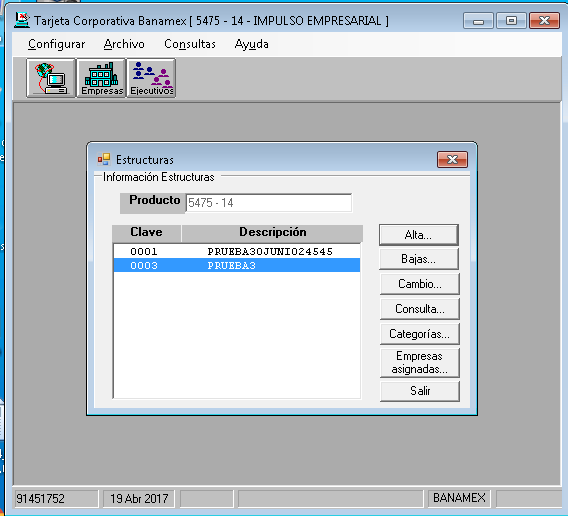 Tarjeta Corporativa Banamex [ 5475 - 14 - IMPULSO EMPRESARIAL ]
Configurar Archivo Consultas Ayuda
Empresas Ejecutivos
Estructuras
Información Estructuras
Producto 5475 - 14
Clave Descripción
0001 PRUEBA30JUNIO24545
0003 PRUEBA3
Alta...
Bajas...
Cambio...
Consulta...
Categorías...
Empresas
asignadas...
Salir
91451752 19 Abr 2017 BANAMEX